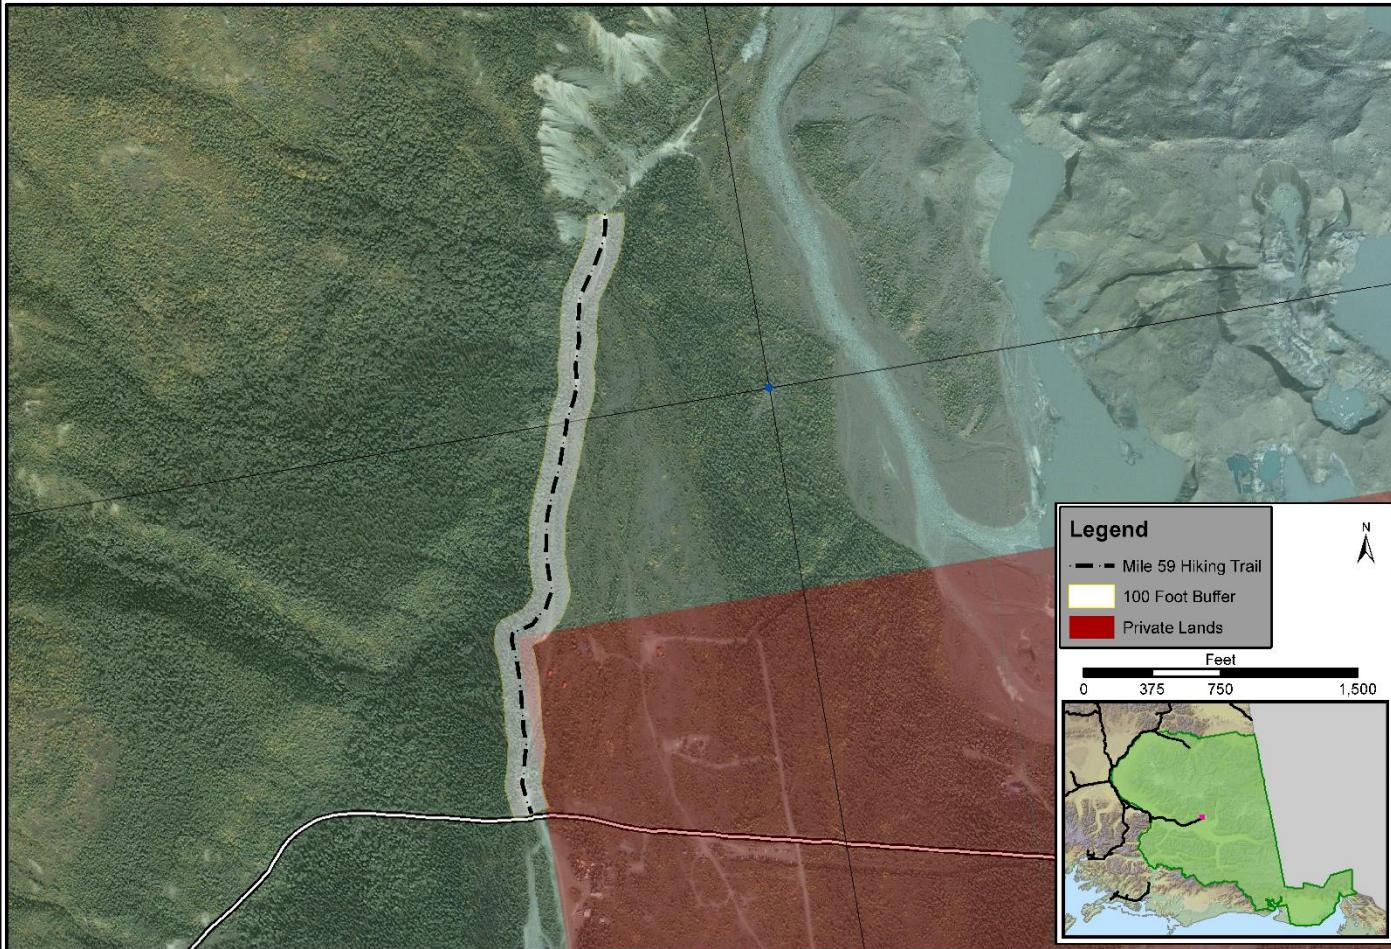 Legend
Mile 59 Hiking Trail
100 Foot Buffer
Private Lands
N
Feet
0 375 750 1,500